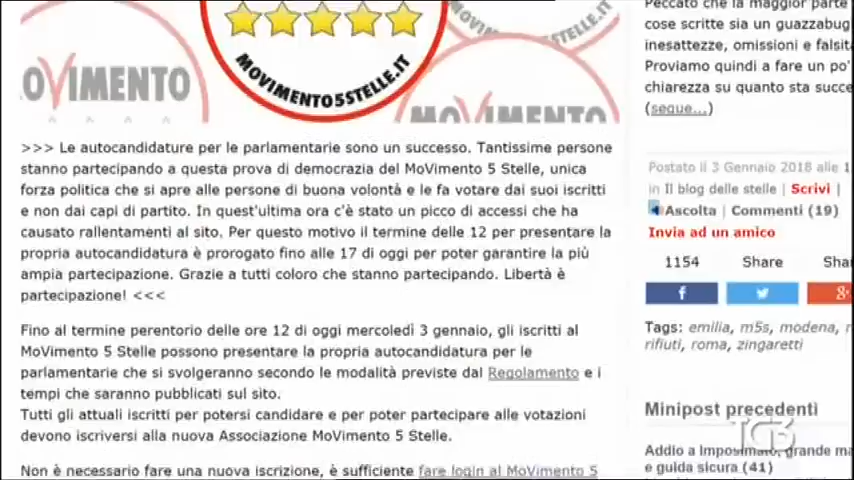 MOVIMENTO
MOVIMENTO5STELLE.IT
MOVIMENTO
>>> Le autocandidature per le parlamentarie sono un successo. Tantissime persone
stanno partecipando a questa prova di democrazia del MoVimento 5 Stelle, unica
forza politica che si apre alle persone di buona volontà e le fa votare dai suoi iscritti
e non dai capi di partito. In quest'ultima ora c'è stato un picco di accessi che ha
causato rallentamenti al sito. Per questo motivo il termine delle 12 per presentare la
propria autocandidatura è prorogato fino alle 17 di oggi per poter garantire la più
ampia partecipazione. Grazie a tutti coloro che stanno partecipando. Libertà è
partecipazione! <<<
Fino al termine perentorio delle ore 12 di oggi mercoledì 3 gennaio, gli iscritti al
MoVimento 5 Stelle possono presentare la propria autocandidatura per le
parlamentarie che si svolgeranno secondo le modalità previste dal Regolamento e i
tempi che saranno pubblicati sul sito.
Tutti gli attuali iscritti per potersi candidare e per poter partecipare alle votazioni
devono iscriversi alla nuova Associazione MoVimento 5 Stelle.
Non è necessario fare una nuova iscrizione, è sufficiente fare login al MoVimento 5
Peccato che la maggior parte
cose scritte sia un guazzabug
inesattezze, omissioni e falsit
Proviamo quindi a fare un po'
chiarezza su quanto sta succe
(segue...)
Postato il 3 Gennaio 2018 alle 1
in Il blog delle stelle | Scrivi |
Ascolta | Commenti (19)
Invia ad un amico
1154 Share Shar
f g+
Tags: emilia, m5s, modena, r
rifiuti, roma, zingaretti
Minipost precedenti
TG3
Addio a Imposimato, grande ma
e guida sicura (41)